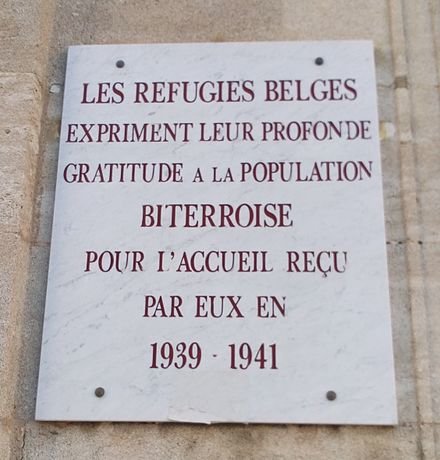 LES REFUGIES BELGES
EXPRIMENT LEUR PROFONDE
GRATITUDE A LA POPULATION
BITERROISE
POUR L'ACCUEIL REÇU
PAR EUX EN
1939 - 1941